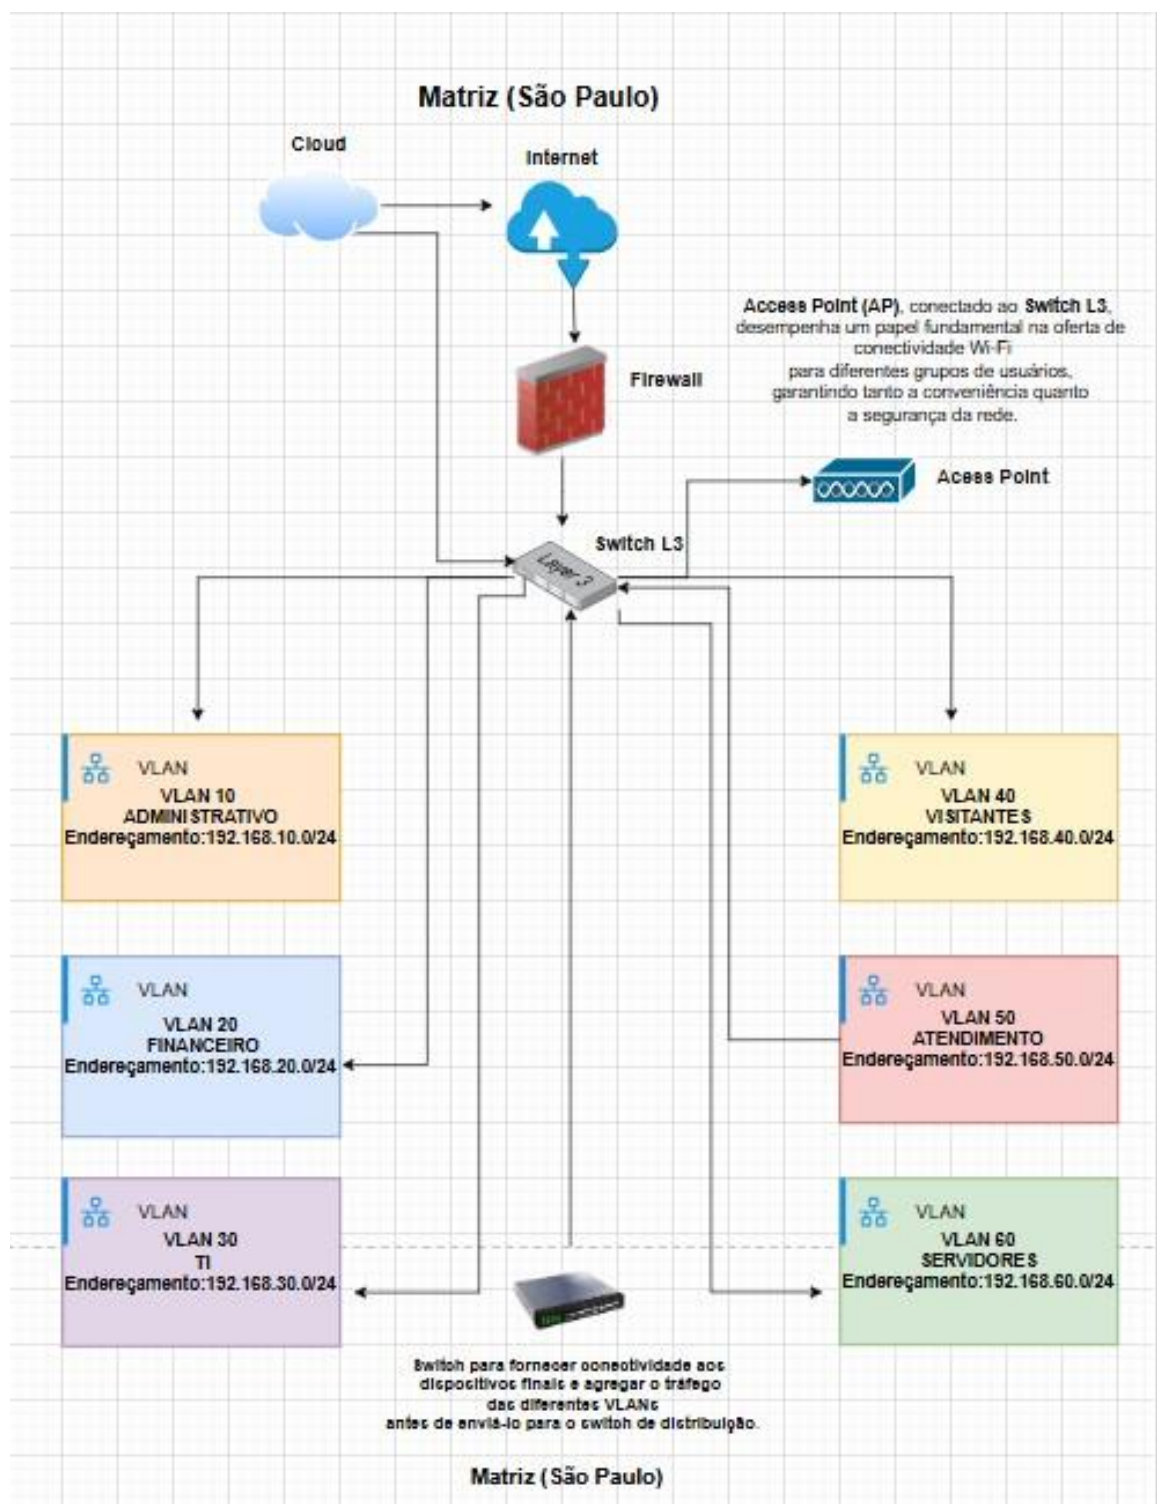 Matriz (São Paulo)
Cloud
Internet
Access Point (AP), conectado ao Switch L3,
desempenha um papel fundamental na oferta de
conectividade Wi-Fi
para diferentes grupos de usuários,
garantindo tanto a conveniência quanto
a segurança da rede.
Firewall
Acess Point
Switch L3
Layer 3
VLAN
VLAN 10
ADMINISTRATIVO
Endereçamento:192.168.10.0/24
VLAN
VLAN 40
VISITANTES
Endereçamento:192.168.40.0/24
VLAN
VLAN 20
FINANCEIRO
Endereçamento:192.168.20.0/24
VLAN
VLAN 50
ATENDIMENTO
Endereçamento:192.168.50.0/24
VLAN
VLAN 30
TI
Endereçamento:192.168.30.0/24
VLAN
VLAN 60
SERVIDORES
Endereçamento:192.168.60.0/24
Switch para fornecer conectividade aos
dispositivos finais e agregar o tráfego
das diferentes VLANs
antes de enviá-lo para o switch de distribuição.
Matriz (São Paulo)